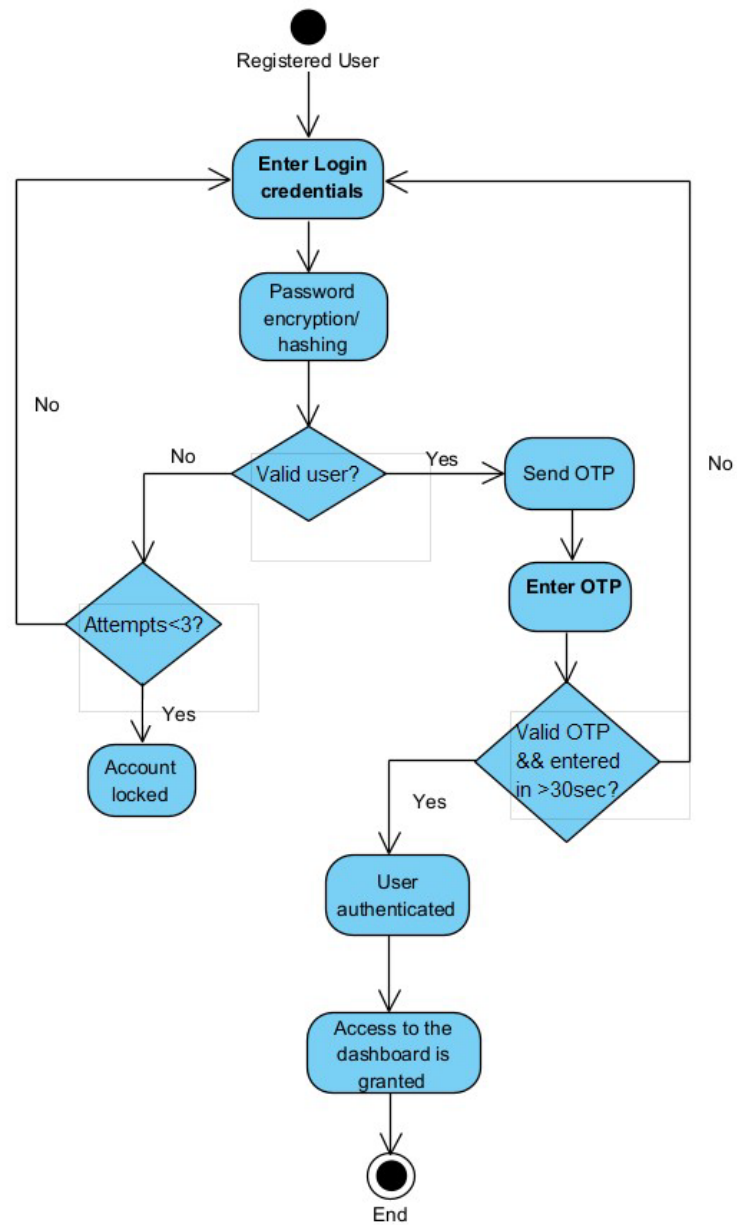 Registered User
Enter Login
credentials
Password
encryption/
hashing
No
No
Valid user?
Yes
Send OTP
No
Enter OTP
Attempts<3?
Yes
Valid OTP
&& entered
in >30sec?
Account
locked
Yes
User
authenticated
Access to the
dashboard is
granted
End